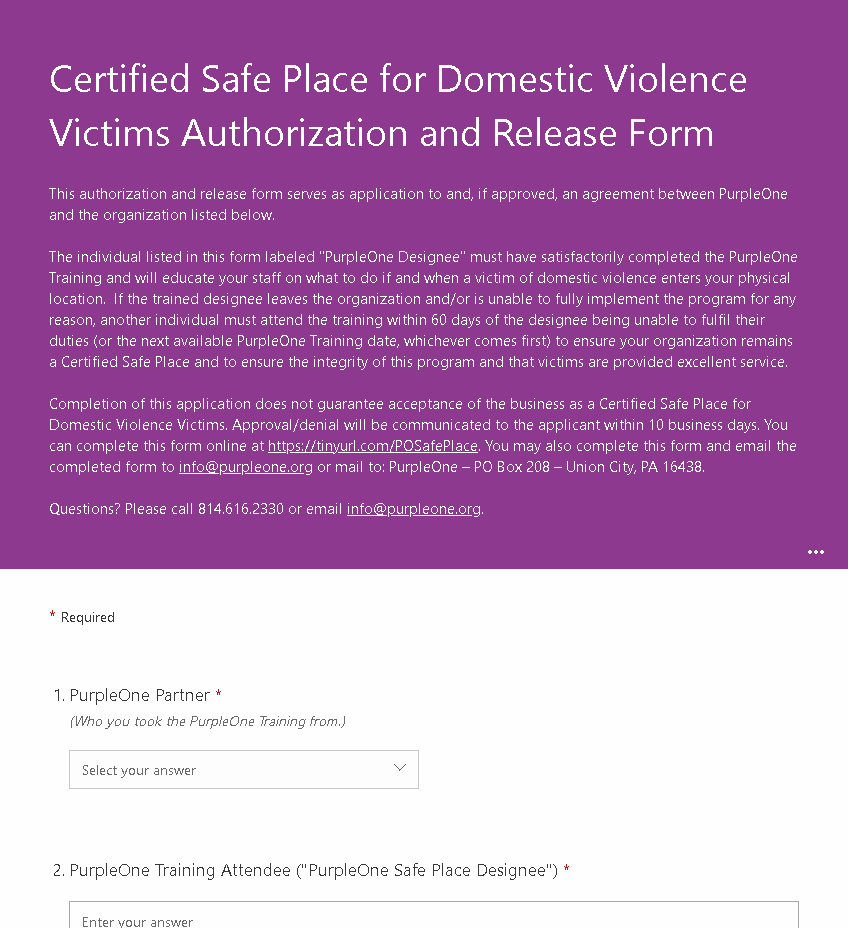 Certified Safe Place for Domestic Violence
Victims Authorization and Release Form
This authorization and release form serves as application to and, if approved, an agreement between PurpleOne
and the organization listed below.
The individual listed in this form labeled "PurpleOne Designee" must have satisfactorily completed the PurpleOne
Training and will educate your staff on what to do if and when a victim of domestic violence enters your physical
location.  If the trained designee leaves the organization and/or is unable to fully implement the program for any
reason, another individual must attend the training within 60 days of the designee being unable to fulfil their
duties (or the next available PurpleOne Training date, whichever comes first) to ensure your organization remains
a Certified Safe Place and to ensure the integrity of this program and that victims are provided excellent service.
Completion of this application does not guarantee acceptance of the business as a Certified Safe Place for
Domestic Violence Victims. Approval/denial will be communicated to the applicant within 10 business days. You
can complete this form online at https://tinyurl.com/POSafePlace. You may also complete this form and email the
completed form to info@purpleone.org or mail to: PurpleOne – PO Box 208 – Union City, PA 16438.
Questions? Please call 814.616.2330 or email info@purpleone.org.
* Required
1. PurpleOne Partner *
(Who you took the PurpleOne Training from.)
Select your answer
2. PurpleOne Training Attendee ("PurpleOne Safe Place Designee") *
Enter your answer